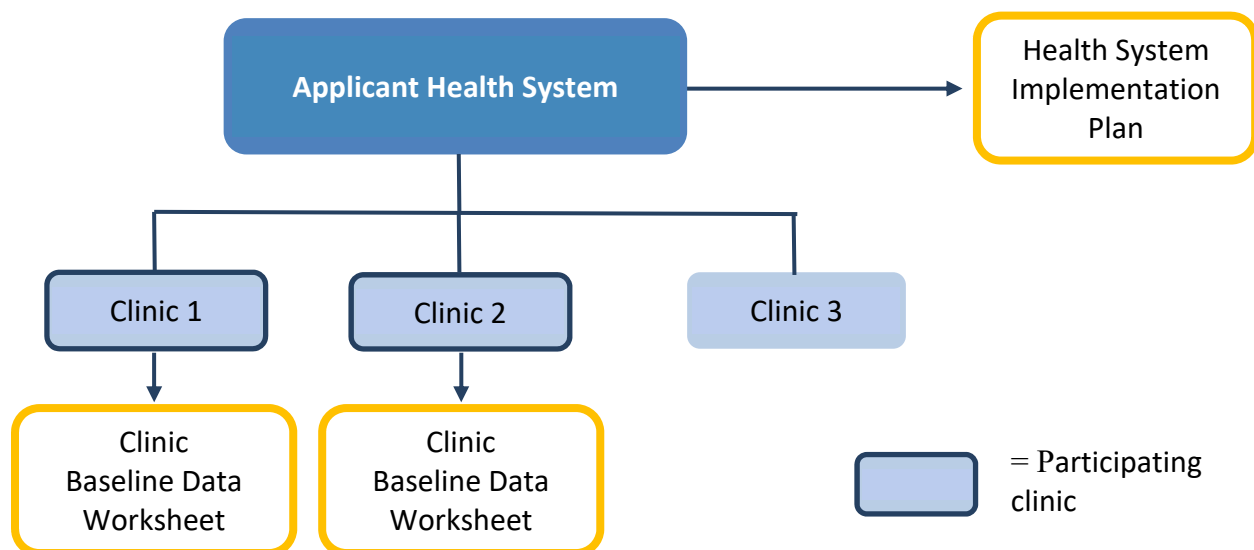 Applicant Health System
Health System
Implementation
Plan
Clinic 1
Clinic 2
Clinic 3
Clinic
Baseline Data
Worksheet
Clinic
Baseline Data
Worksheet
= Participating
clinic